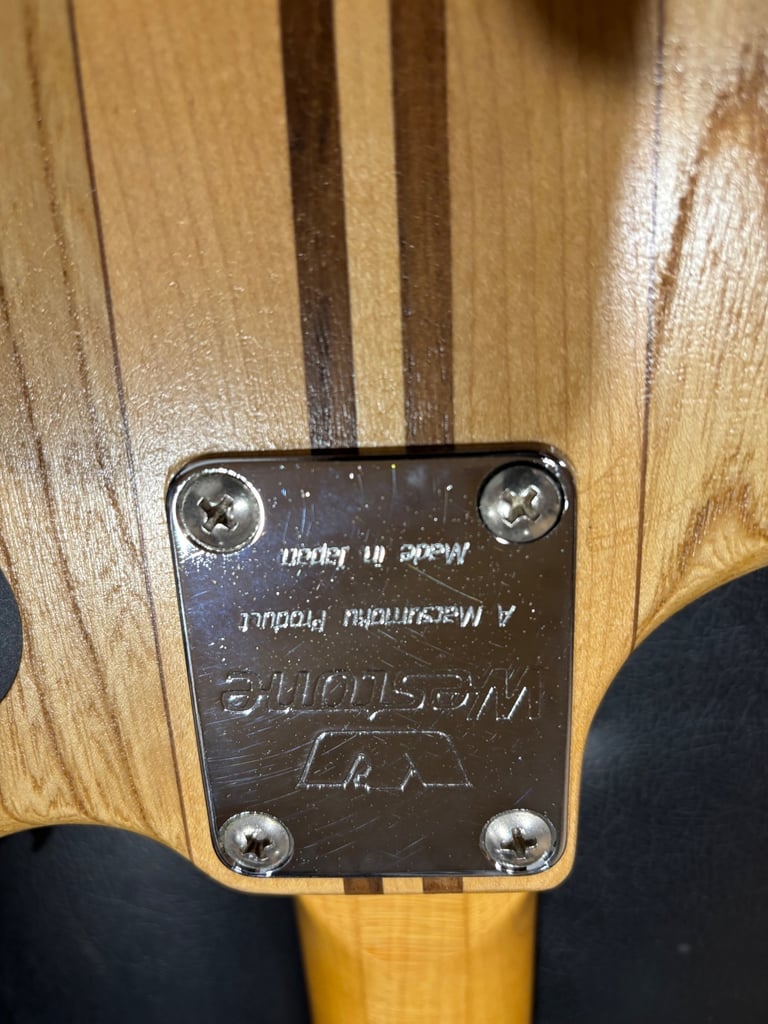 Westone
A Matsumoku Product
Made in Japan